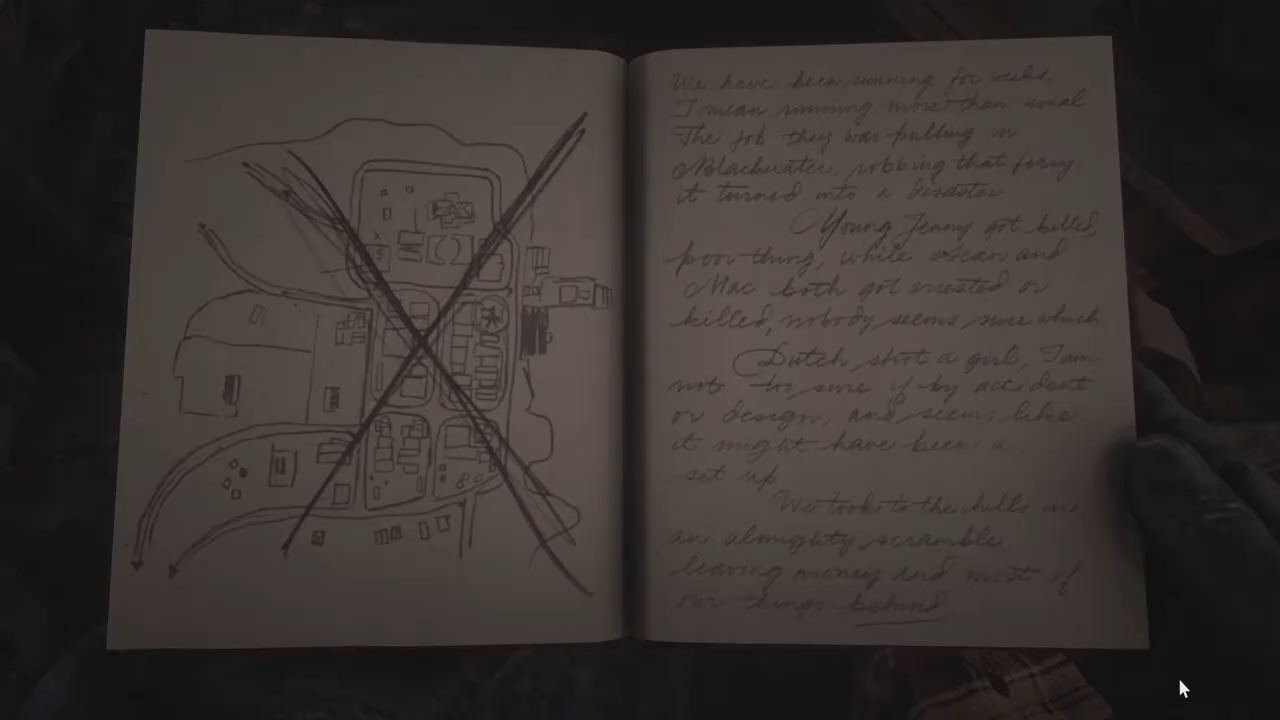 We have been running for weeks,
I mean running more than usual
The job they was pulling in
Blackwater, robbing that ferry.
it turned into a disaster.
Young Jenny got killed,
poor thing, while Sean and
Mac both got arrested or
killed, nobody seems sure which
Dutch shot a girl, I am
not too sure if by accident
or design, and seems like
it might have been a
set up
We took to the hills in
an almighty scramble
leaving money and most of
our things behind